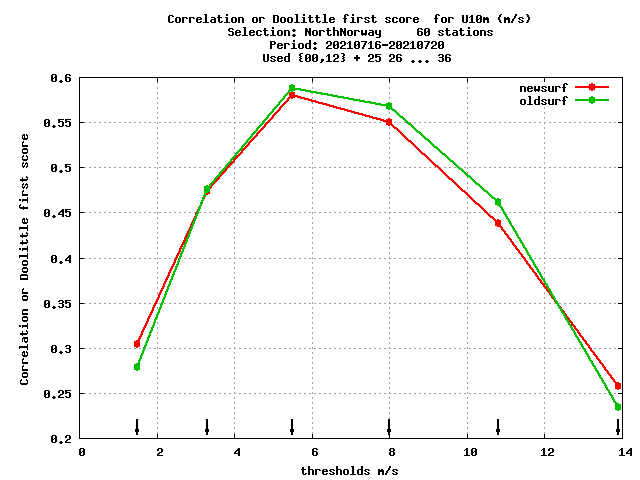 Correlation or Doolittle first score  for U10m (m/s)
Selection: NorthNorway     60 stations
Period: 20210716-20210720
Used {00,12} + 25 26 ... 36
newsurf
oldsurf
Correlation or Doolittle first score
0.6
0.55
0.5
0.45
0.4
0.35
0.3
0.25
0.2
0 2 4 6 8 10 12 14
thresholds m/s